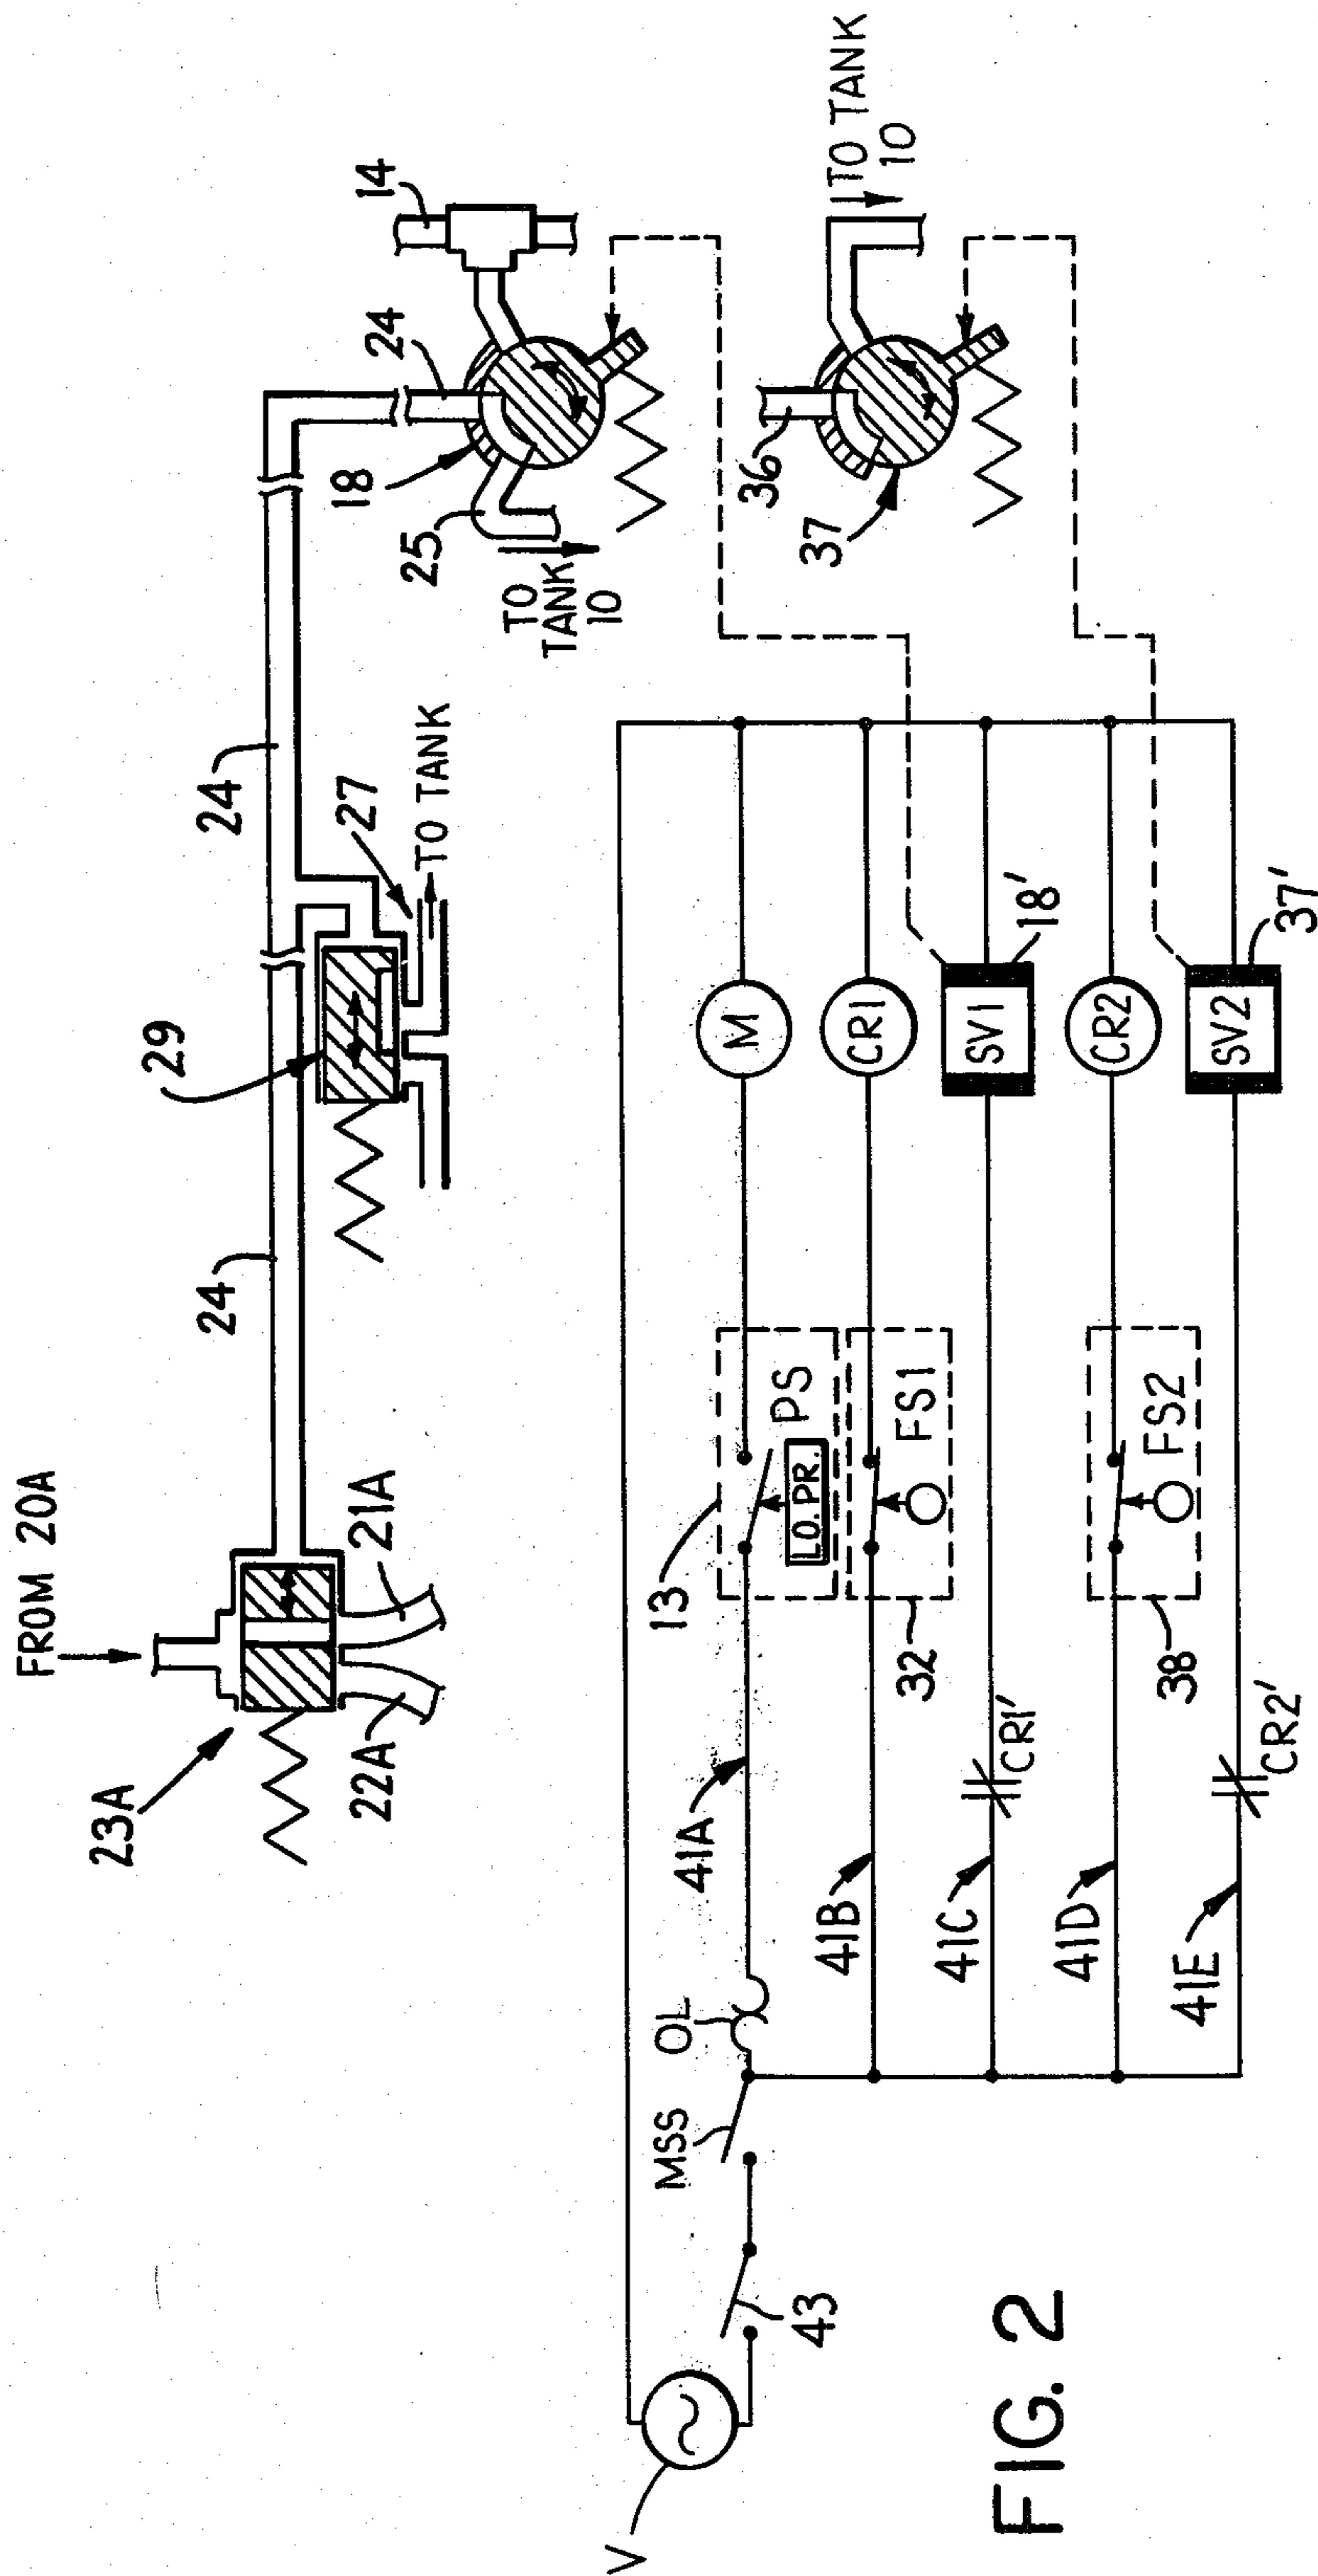 FROM 20A
23A
22A
21A
24
29
24
27
TO TANK
24
18
25
TO
TANK
10
14
36
37
TO TANK
10
V
43
MSS
OL
41A
13
PS
LO. PR.
M
41B
32
FS1
CR1
41C
CR1'
SV1
18'
41D
38
FS2
CR2
41E
CR2'
SV2
37'
FIG. 2